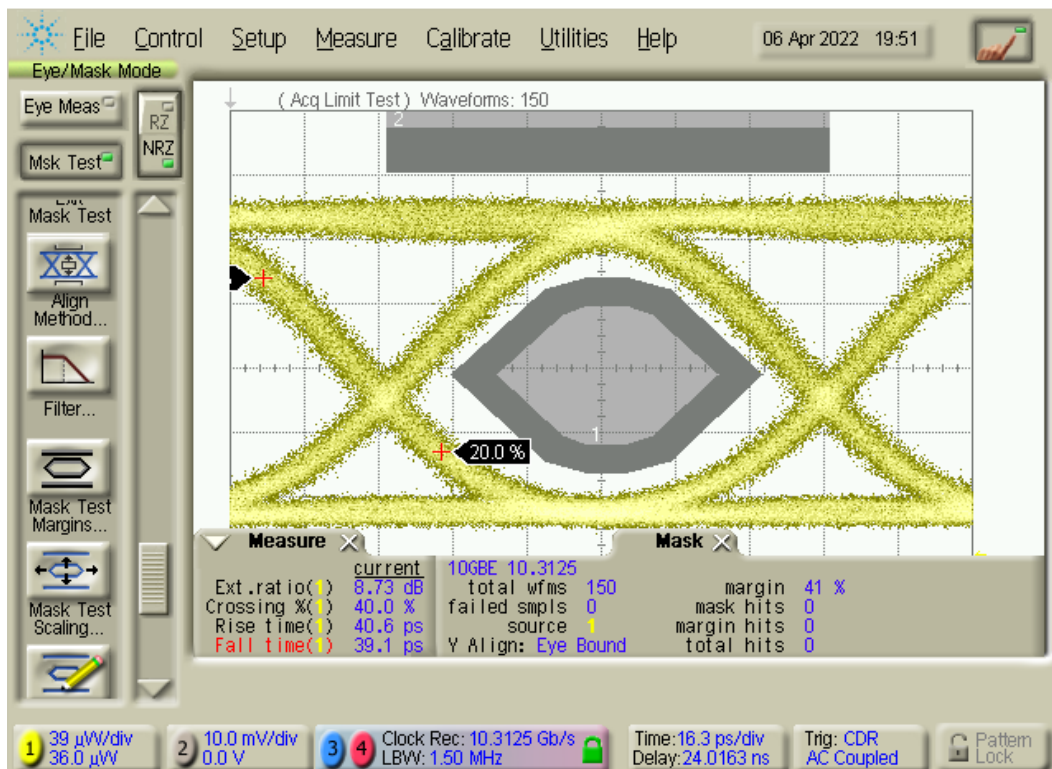 File Control Setup Measure Calibrate Utilities Help 06 Apr 2022 19:51
Eye/Mask Mode
Eye Meas
RZ
NRZ
Msk Test
Mask Test
Align
Method...
Filter...
Mask Test
Margins...
Mask Test
Scaling...
( Acq Limit Test ) Waveforms: 150
2
1
20.0 %
Measure
current
Ext.ratio(1) 8.73 dB
Crossing %(1) 40.0 %
Rise time(1) 40.6 ps
Fall time(1) 39.1 ps
Mask
10GBE 10.3125
total wfms 150 margin 41 %
failed smpls 0 mask hits 0
source 1 margin hits 0
Y Align: Eye Bound total hits 0
1 39 µW/div
36.0 µW
2 10.0 mV/div
0.0 V
3 4 Clock Rec: 10.3125 Gb/s
LBW: 1.50 MHz
Time:16.3 ps/div
Delay:24.0163 ns
Trig: CDR
AC Coupled
Pattern
Lock